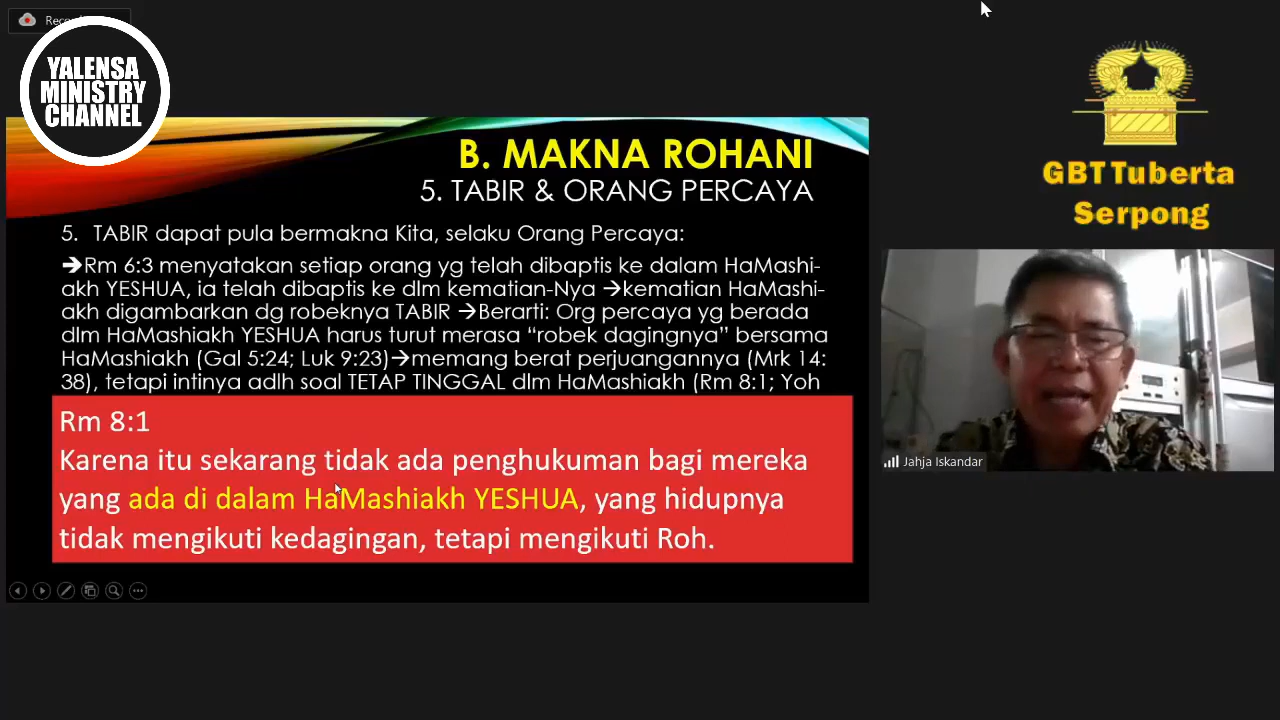 YALENSA
MINISTRY
CHANNEL
B. MAKNA ROHANI
5. TABIR & ORANG PERCAYA
5. TABIR dapat pula bermakna Kita, selaku Orang Percaya:
➔Rm 6:3 menyatakan setiap orang yg telah dibaptis ke dalam HaMashi-
akh YESHUA, ia telah dibaptis ke dlm kematian-Nya ➔kematian HaMashi-
akh digambarkan dg robeknya TABIR ➔Berarti: Org percaya yg berada
dlm HaMashiakh YESHUA harus turut merasa “robek dagingnya” bersama
HaMashiakh (Gal 5:24; Luk 9:23)➔memang berat perjuangannya (Mrk 14:
38), tetapi intinya adlh soal TETAP TINGGAL dlm HaMashiakh (Rm 8:1; Yoh
Rm 8:1
Karena itu sekarang tidak ada penghukuman bagi mereka
yang ada di dalam HaMashiakh YESHUA, yang hidupnya
tidak mengikuti kedagingan, tetapi mengikuti Roh.
GBT Tuberta
Serpong
Jahja Iskandar